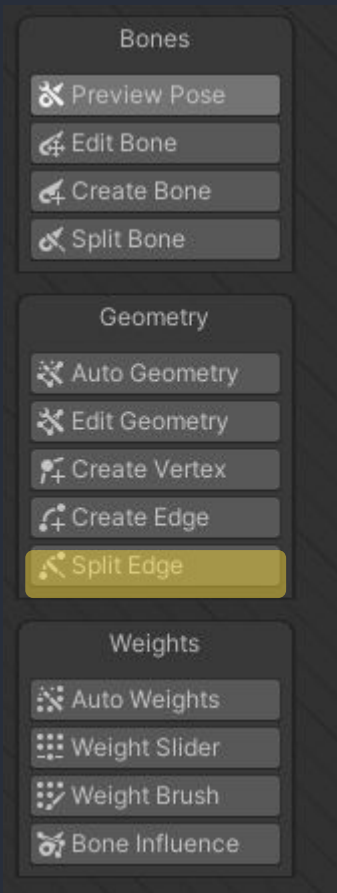 Bones
Preview Pose
Edit Bone
Create Bone
Split Bone
Geometry
Auto Geometry
Edit Geometry
Create Vertex
Create Edge
Split Edge
Weights
Auto Weights
Weight Slider
Weight Brush
Bone Influence